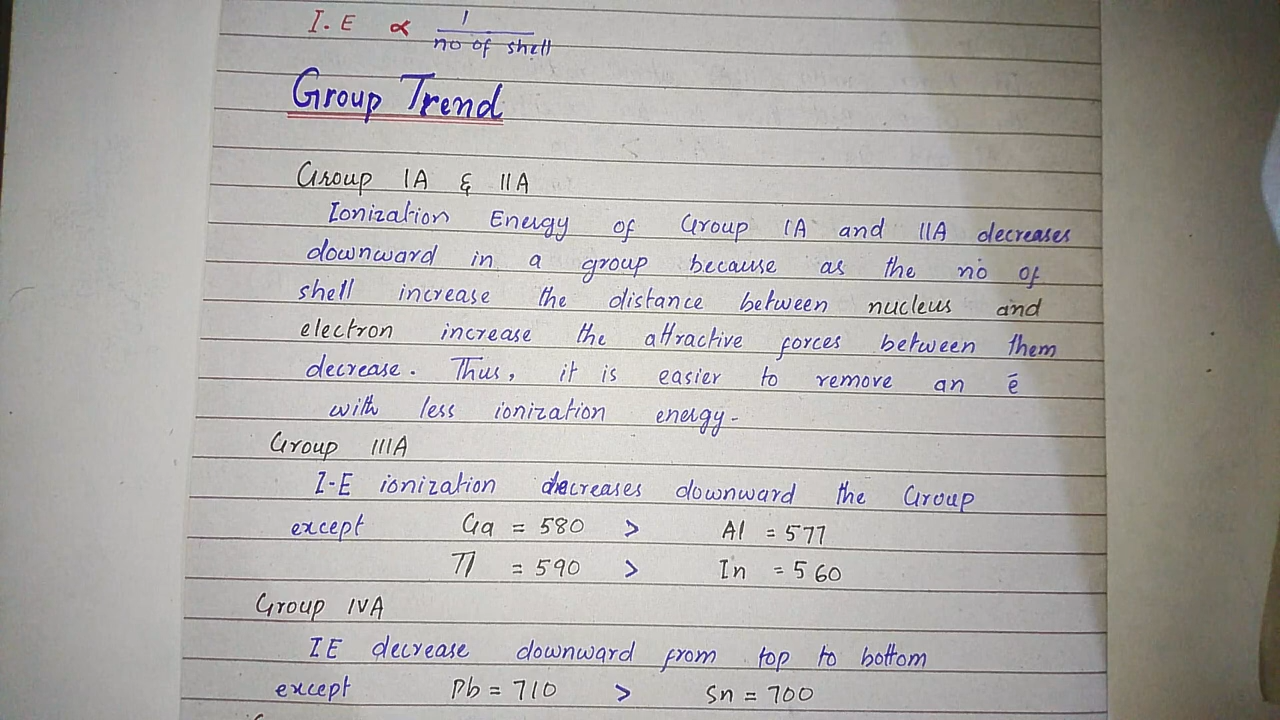 I.E ∝ 1/no of shell
Group Trend
Group IA & IIA
Ionization Energy of Group IA and IIA decreases
downward in a group because as the no of
shell increase the distance between nucleus and
electron increase the attractive forces between them
decrease. Thus, it is easier to remove an ē
with less ionization energy-
Group IIIA
I-E ionization decreases downward the Group
except Ga = 580 > Al = 577
Tl = 590 > In = 560
Group IVA
IE decrease downward from top to bottom
except Pb = 710 > Sn = 700